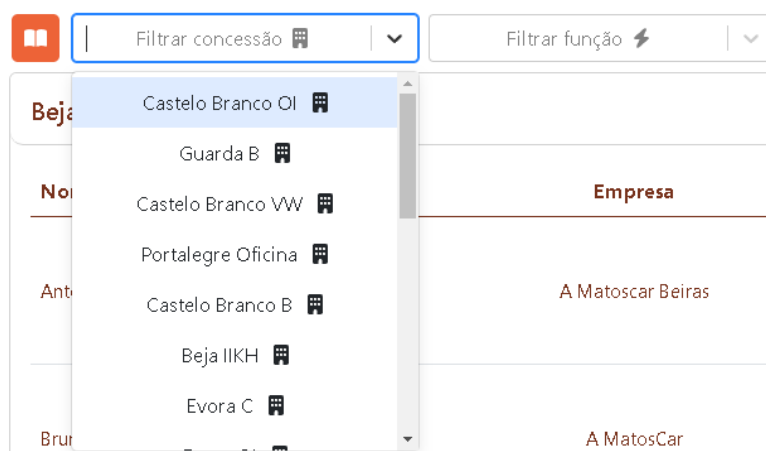 Filtrar concessão
Filtrar função
Castelo Branco OI
Guarda B
Castelo Branco VW
Portalegre Oficina
Castelo Branco B
Beja IIKH
Evora C
Beja
Empresa
A Matoscar Beiras
A MatosCar